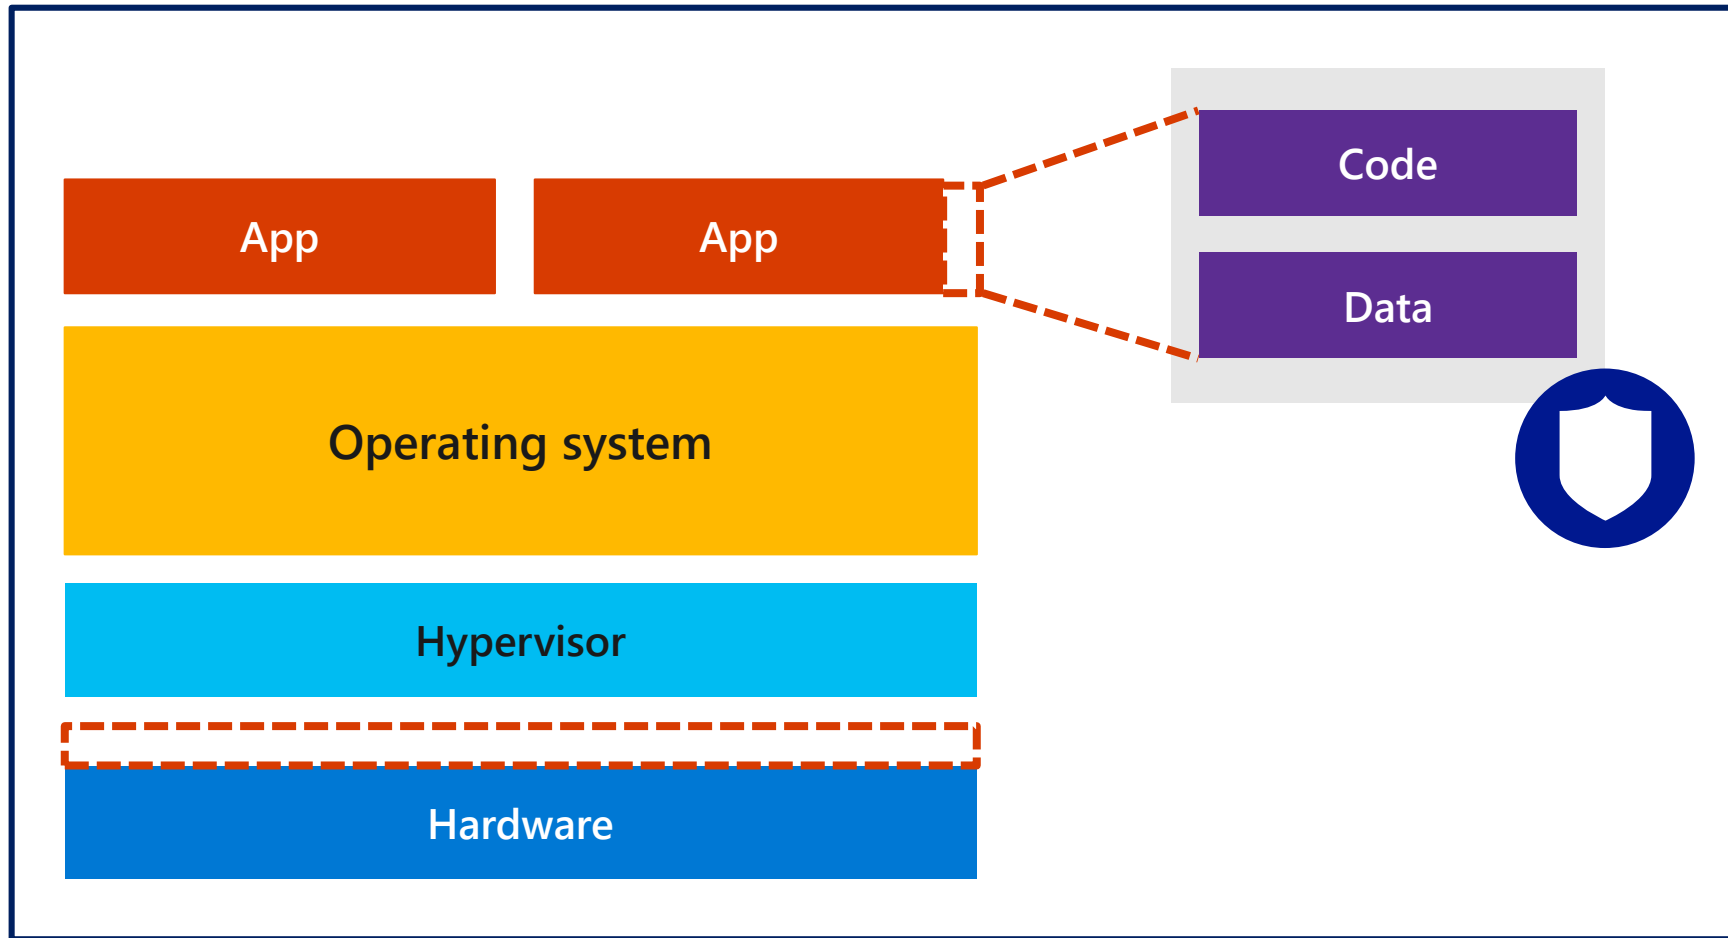 Code
App
App
Data
Operating system
Hypervisor
Hardware